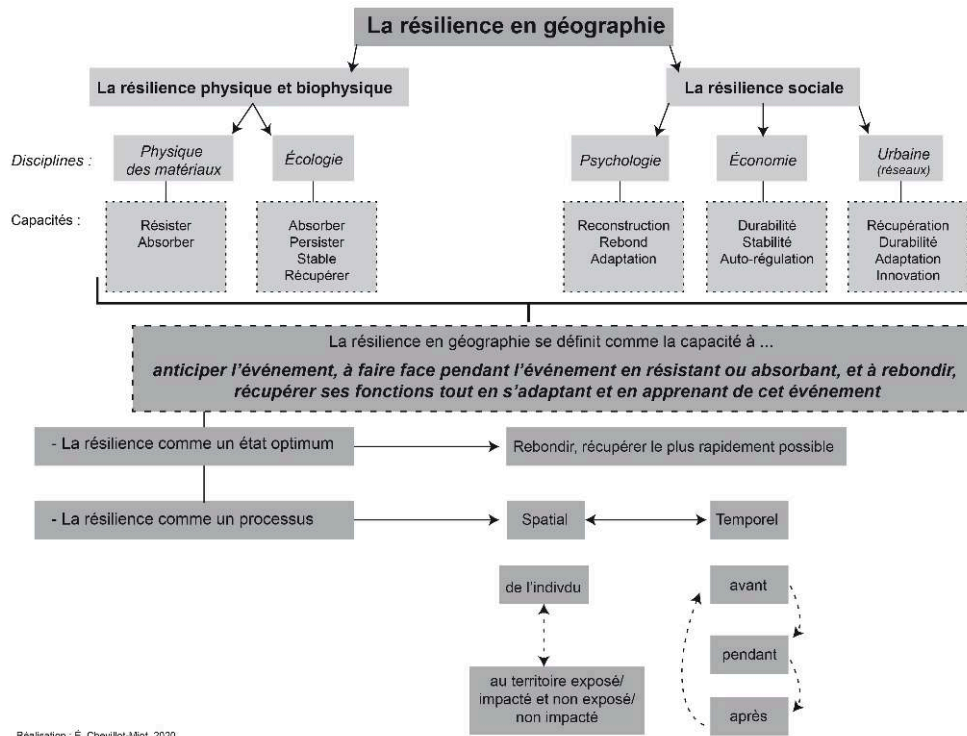 La résilience en géographie
La résilience physique et biophysique
La résilience sociale
Disciplines :
Physique
des matériaux
Écologie
Psychologie
Économie
Urbaine
(réseaux)
Capacités :
Résister
Absorber
Absorber
Persister
Stable
Récupérer
Reconstruction
Rebond
Adaptation
Durabilité
Stabilité
Auto-régulation
Récupération
Durabilité
Adaptation
Innovation
La résilience en géographie se définit comme la capacité à ...
anticiper l'événement, à faire face pendant l'événement en résistant ou absorbant, et à rebondir,
récupérer ses fonctions tout en s'adaptant et en apprenant de cet événement
- La résilience comme un état optimum
Rebondir, récupérer le plus rapidement possible
- La résilience comme un processus
Spatial
Temporel
de l'indivdu
au territoire exposé/
impacté et non exposé/
non impacté
avant
pendant
après
Réalisation : É. Chevillot-Miot, 2020